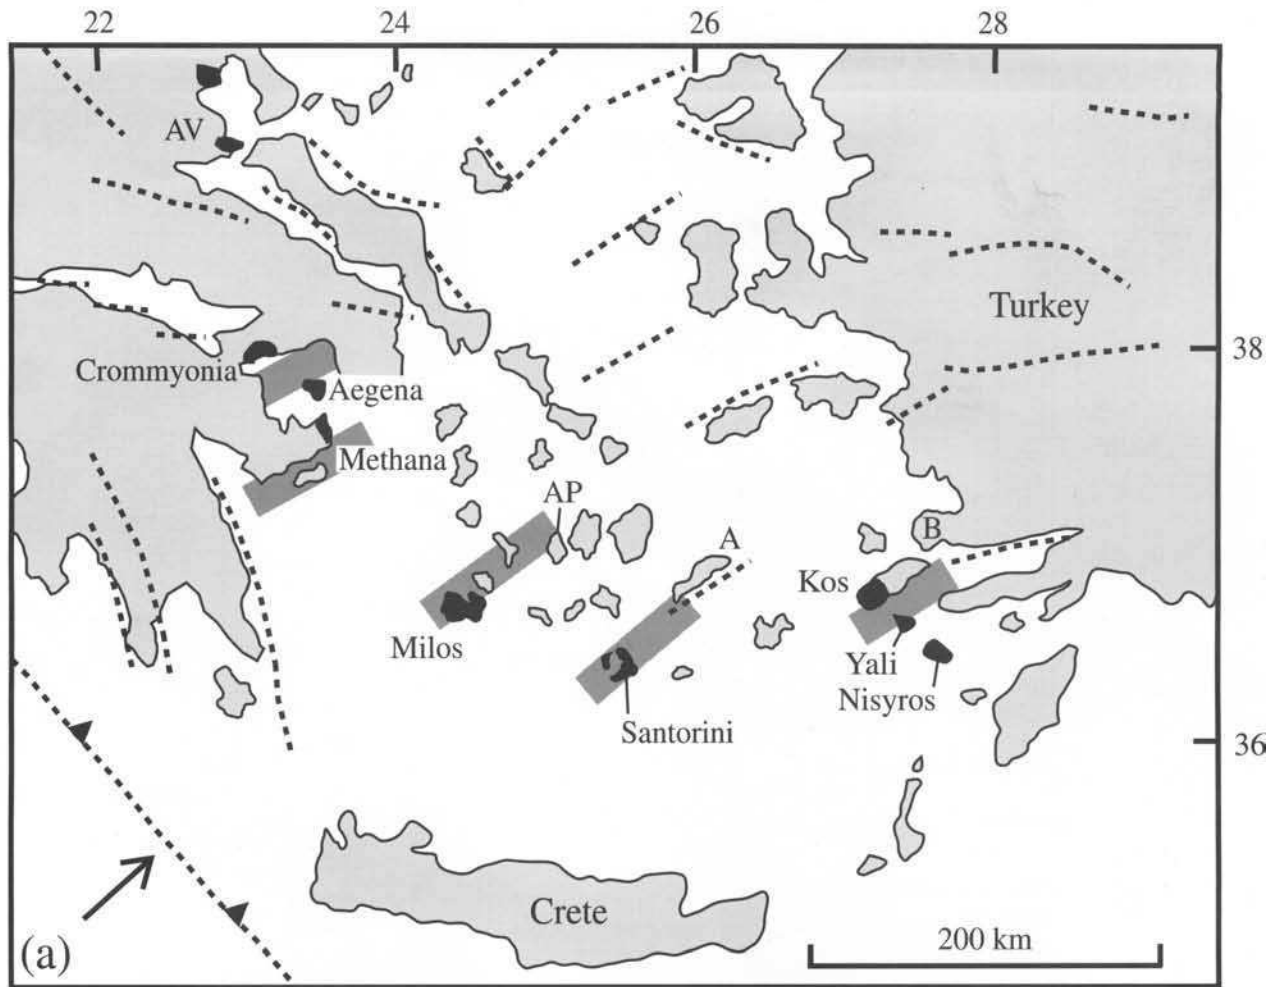 22
24
26
28
AV
Turkey
38
Crommyonia
Aegena
Methana
AP
A
B
Kos
Milos
Yali
Nisyros
Santorini
36
Crete
200 km
(a)